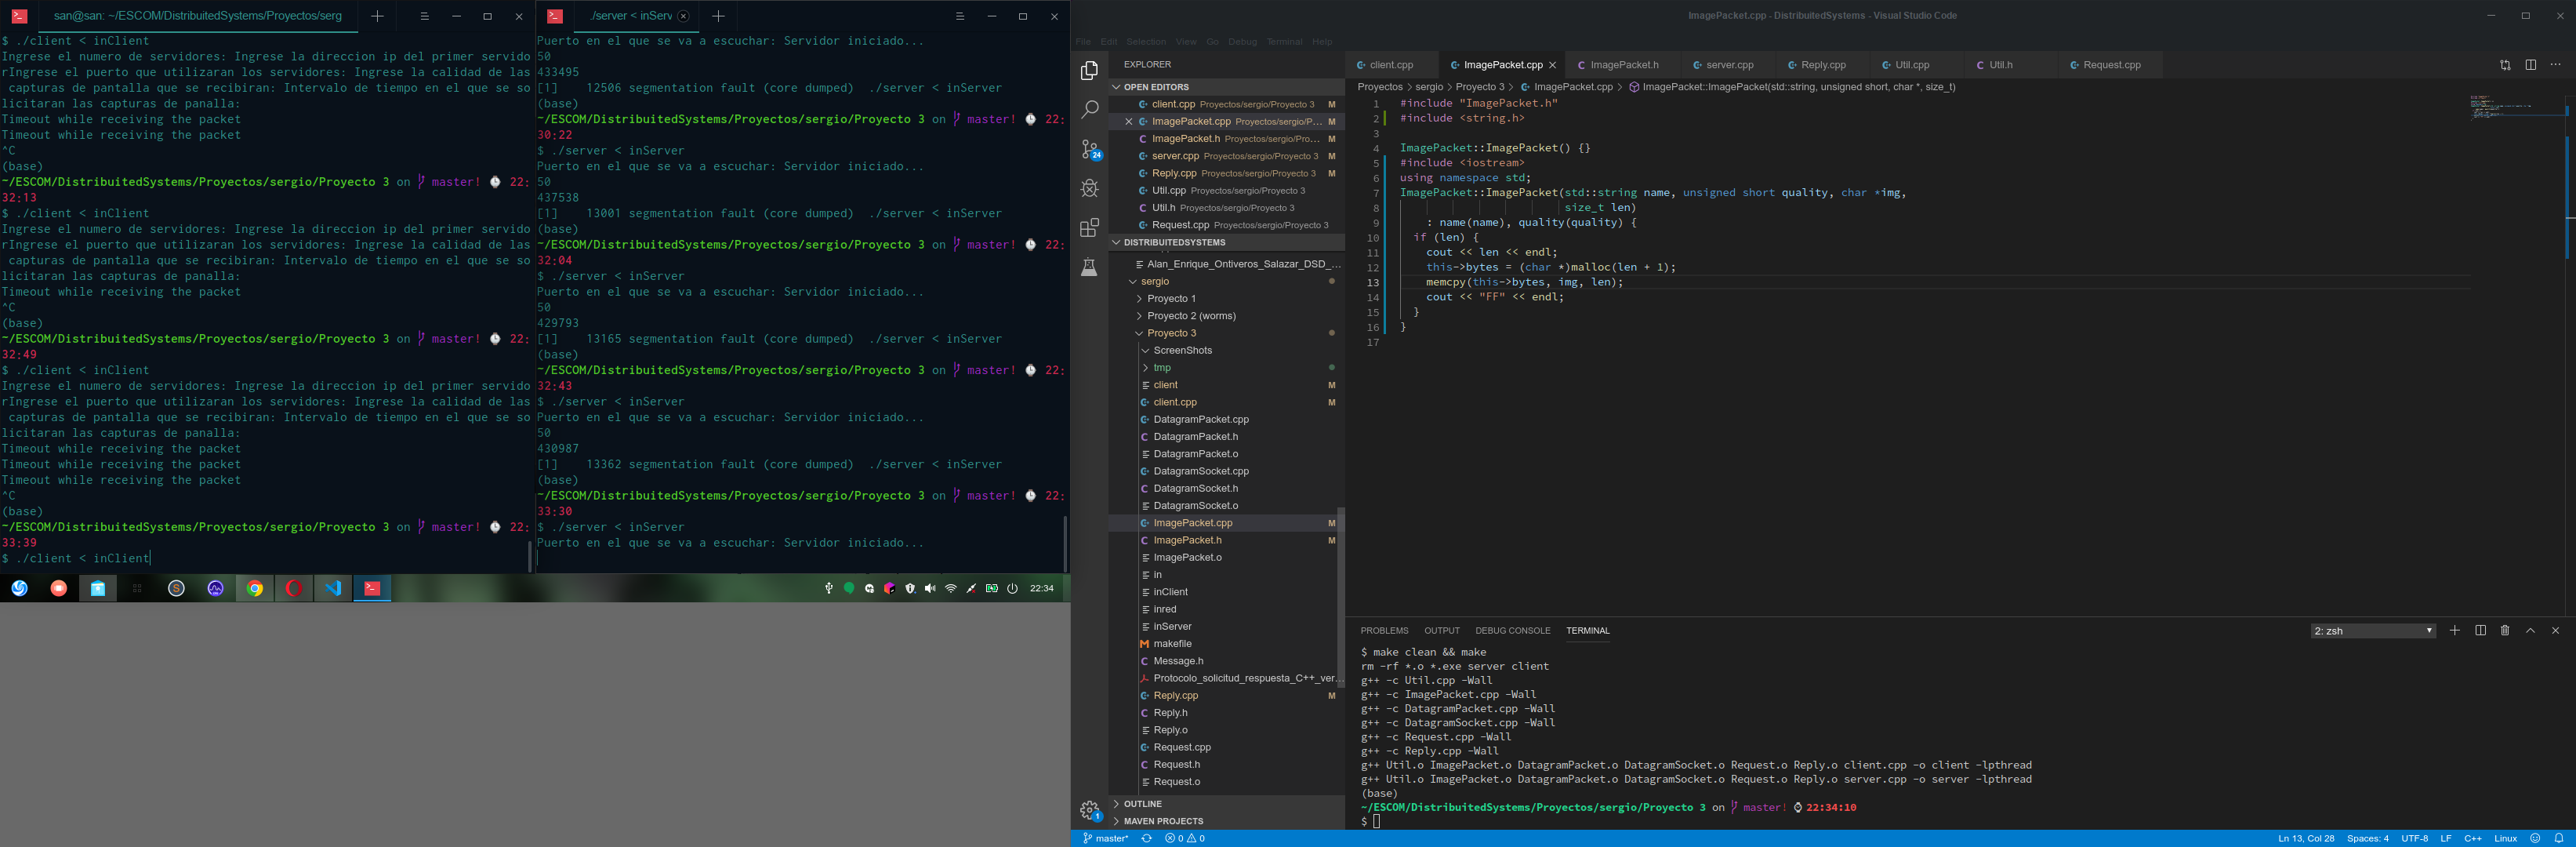 san@san: ~/ESCOM/DistribuitedSystems/Proyectos/serg
$ ./client < inClient
Ingrese el numero de servidores: Ingrese la direccion ip del primer servido
rIngrese el puerto que utilizaran los servidores: Ingrese la calidad de las
capturas de pantalla que se recibiran: Intervalo de tiempo en el que se so
licitaran las capturas de panalla:
Timeout while receiving the packet
Timeout while receiving the packet
^C
(base)
~/ESCOM/DistribuitedSystems/Proyectos/sergio/Proyecto 3 on master! 22:
32:13
$ ./client < inClient
Ingrese el numero de servidores: Ingrese la direccion ip del primer servido
rIngrese el puerto que utilizaran los servidores: Ingrese la calidad de las
capturas de pantalla que se recibiran: Intervalo de tiempo en el que se so
licitaran las capturas de panalla:
Timeout while receiving the packet
^C
(base)
~/ESCOM/DistribuitedSystems/Proyectos/sergio/Proyecto 3 on master! 22:
32:49
$ ./client < inClient
Ingrese el numero de servidores: Ingrese la direccion ip del primer servido
rIngrese el puerto que utilizaran los servidores: Ingrese la calidad de las
capturas de pantalla que se recibiran: Intervalo de tiempo en el que se so
licitaran las capturas de panalla:
Timeout while receiving the packet
Timeout while receiving the packet
Timeout while receiving the packet
^C
(base)
~/ESCOM/DistribuitedSystems/Proyectos/sergio/Proyecto 3 on master! 22:
33:39
$ ./client < inClient
./server < inServ
Puerto en el que se va a escuchar: Servidor iniciado...
50
433495
[1]    12506 segmentation fault (core dumped)  ./server < inServer
(base)
~/ESCOM/DistribuitedSystems/Proyectos/sergio/Proyecto 3 on master! 22:
30:22
$ ./server < inServer
Puerto en el que se va a escuchar: Servidor iniciado...
50
437538
[1]    13001 segmentation fault (core dumped)  ./server < inServer
(base)
~/ESCOM/DistribuitedSystems/Proyectos/sergio/Proyecto 3 on master! 22:
32:04
$ ./server < inServer
Puerto en el que se va a escuchar: Servidor iniciado...
50
429793
[1]    13165 segmentation fault (core dumped)  ./server < inServer
(base)
~/ESCOM/DistribuitedSystems/Proyectos/sergio/Proyecto 3 on master! 22:
32:43
$ ./server < inServer
Puerto en el que se va a escuchar: Servidor iniciado...
50
430987
[1]    13362 segmentation fault (core dumped)  ./server < inServer
(base)
~/ESCOM/DistribuitedSystems/Proyectos/sergio/Proyecto 3 on master! 22:
33:30
$ ./server < inServer
Puerto en el que se va a escuchar: Servidor iniciado...
22:34
ImagePacket.cpp - DistribuitedSystems - Visual Studio Code
File Edit Selection View Go Debug Terminal Help
EXPLORER
OPEN EDITORS
client.cpp Proyectos/sergio/Proyecto 3 M
ImagePacket.cpp Proyectos/sergio/P... M
ImagePacket.h Proyectos/sergio/Pro... M
server.cpp Proyectos/sergio/Proyecto 3 M
Reply.cpp Proyectos/sergio/Proyecto 3 M
Util.cpp Proyectos/sergio/Proyecto 3
Util.h Proyectos/sergio/Proyecto 3
Request.cpp Proyectos/sergio/Proyecto 3
24
DISTRIBUITEDSYSTEMS
Alan_Enrique_Ontiveros_Salazar_DSD_...
sergio
Proyecto 1
Proyecto 2 (worms)
Proyecto 3
ScreenShots
tmp
client M
client.cpp M
DatagramPacket.cpp
DatagramPacket.h
DatagramPacket.o
DatagramSocket.cpp
DatagramSocket.h
DatagramSocket.o
ImagePacket.cpp M
ImagePacket.h M
ImagePacket.o
in
inClient
inred
inServer
makefile
Message.h
Protocolo_solicitud_respuesta_C++_ver...
Reply.cpp M
Reply.h
Reply.o
Request.cpp
Request.h
Request.o
OUTLINE
MAVEN PROJECTS
1
client.cpp ImagePacket.cpp ImagePacket.h server.cpp Reply.cpp Util.cpp Util.h Request.cpp
Proyectos > sergio > Proyecto 3 > ImagePacket.cpp > ImagePacket::ImagePacket(std::string, unsigned short, char *, size_t)
1 #include "ImagePacket.h"
2 #include <string.h>
3
4 ImagePacket::ImagePacket() {}
5 #include <iostream>
6 using namespace std;
7 ImagePacket::ImagePacket(std::string name, unsigned short quality, char *img,
8 size_t len)
9 : name(name), quality(quality) {
10 if (len) {
11 cout << len << endl;
12 this->bytes = (char *)malloc(len + 1);
13 memcpy(this->bytes, img, len);
14 cout << "FF" << endl;
15 }
16 }
17
PROBLEMS OUTPUT DEBUG CONSOLE TERMINAL
2: zsh
$ make clean && make
rm -rf *.o *.exe server client
g++ -c Util.cpp -Wall
g++ -c ImagePacket.cpp -Wall
g++ -c DatagramPacket.cpp -Wall
g++ -c DatagramSocket.cpp -Wall
g++ -c Request.cpp -Wall
g++ -c Reply.cpp -Wall
g++ Util.o ImagePacket.o DatagramPacket.o DatagramSocket.o Request.o Reply.o client.cpp -o client -lpthread
g++ Util.o ImagePacket.o DatagramPacket.o DatagramSocket.o Request.o Reply.o server.cpp -o server -lpthread
(base)
~/ESCOM/DistribuitedSystems/Proyectos/sergio/Proyecto 3 on master! 22:34:10
$
master* 0 0
Ln 13, Col 28 Spaces: 4 UTF-8 LF C++ Linux